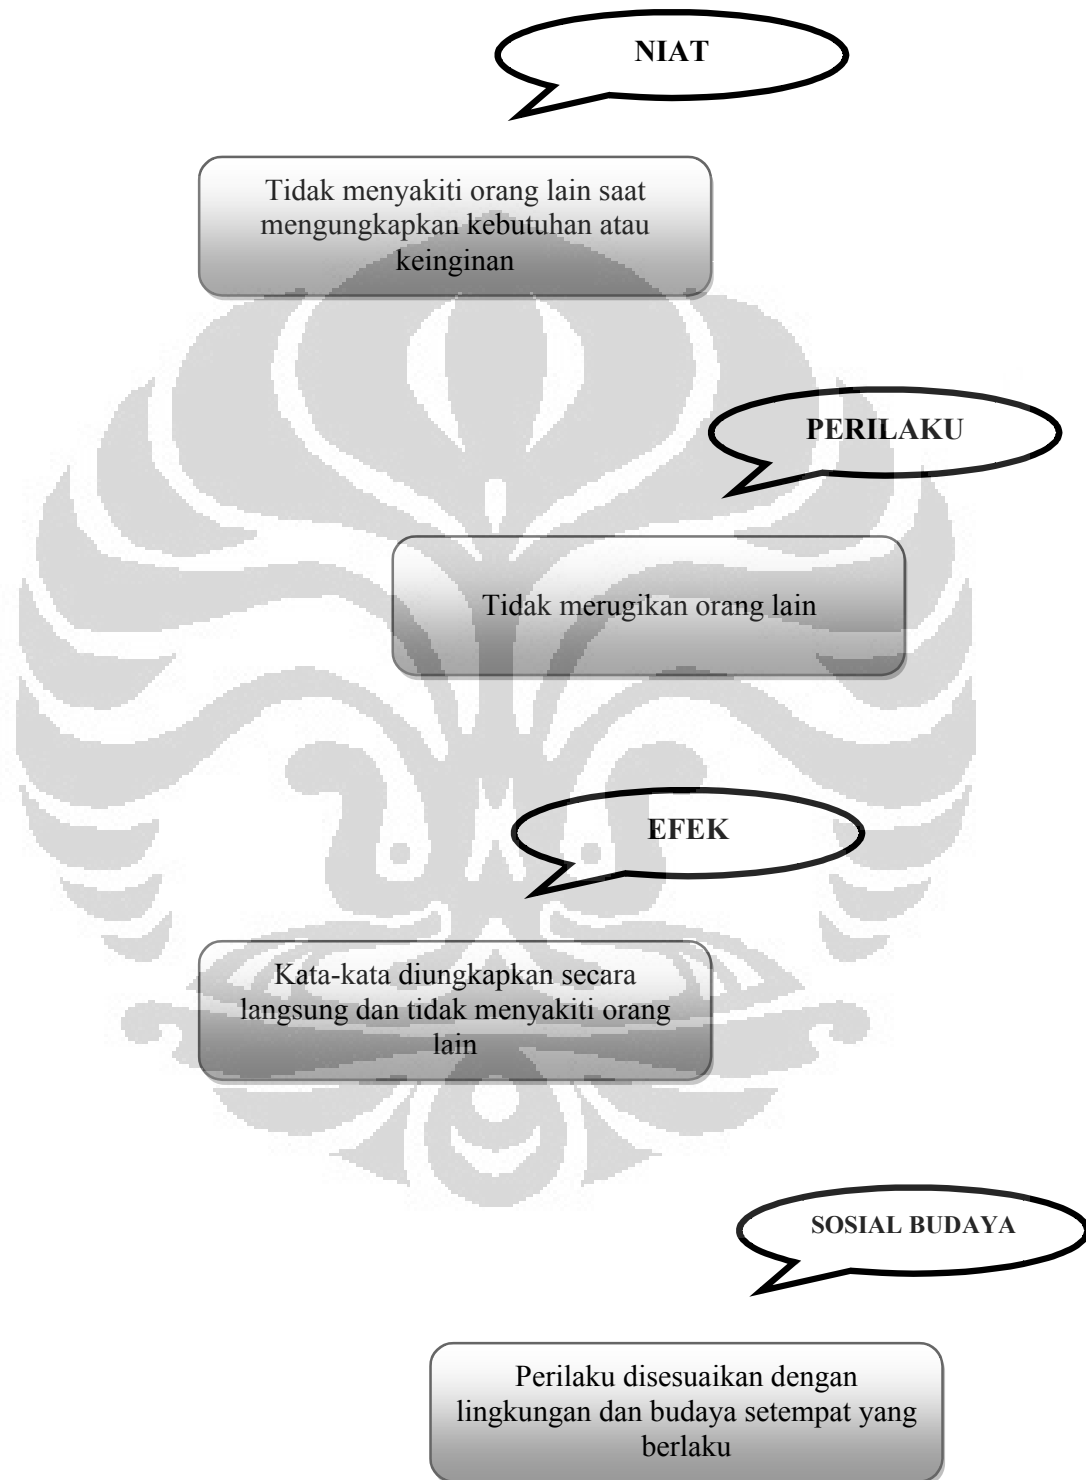 NIAT
Tidak menyakiti orang lain saat
mengungkapkan kebutuhan atau
keinginan
PERILAKU
Tidak merugikan orang lain
EFEK
Kata-kata diungkapkan secara
langsung dan tidak menyakiti orang
lain
SOSIAL BUDAYA
Perilaku disesuaikan dengan
lingkungan dan budaya setempat yang
berlaku